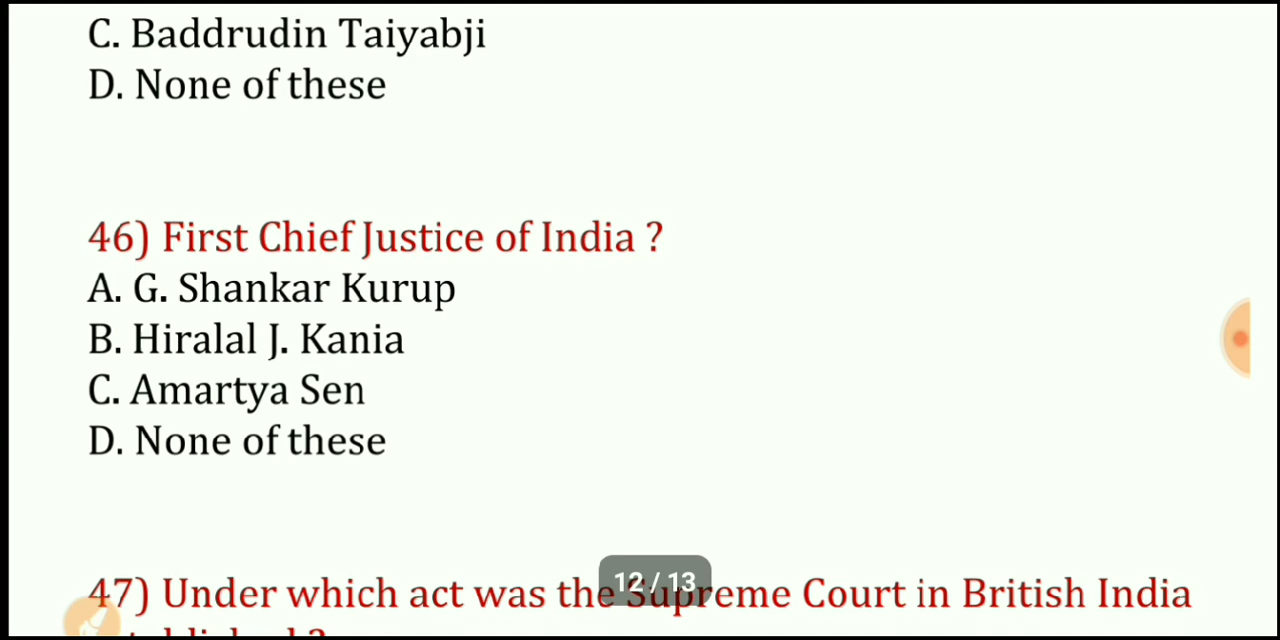 C. Baddrudin Taiyabji
D. None of these
46) First Chief Justice of India ?
A. G. Shankar Kurup
B. Hiralal J. Kania
C. Amartya Sen
D. None of these
47) Under which act was the Supreme Court in British India
12 / 13